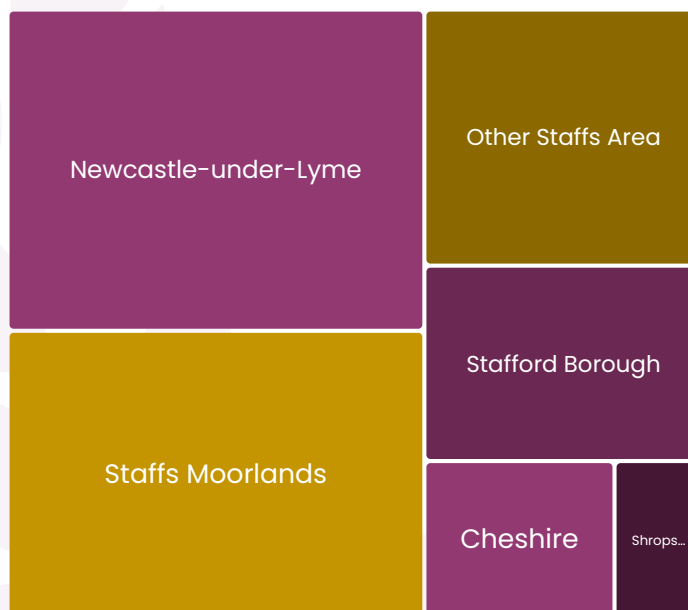 Newcastle-under-Lyme
Other Staffs Area
Stafford Borough
Staffs Moorlands
Cheshire
Shrops...